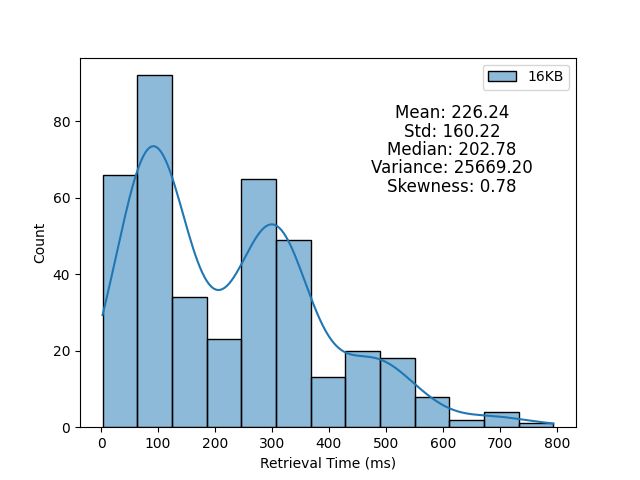 16KB
Mean: 226.24
Std: 160.22
Median: 202.78
Variance: 25669.20
Skewness: 0.78
80
60
40
20
0
Count
0 100 200 300 400 500 600 700 800
Retrieval Time (ms)